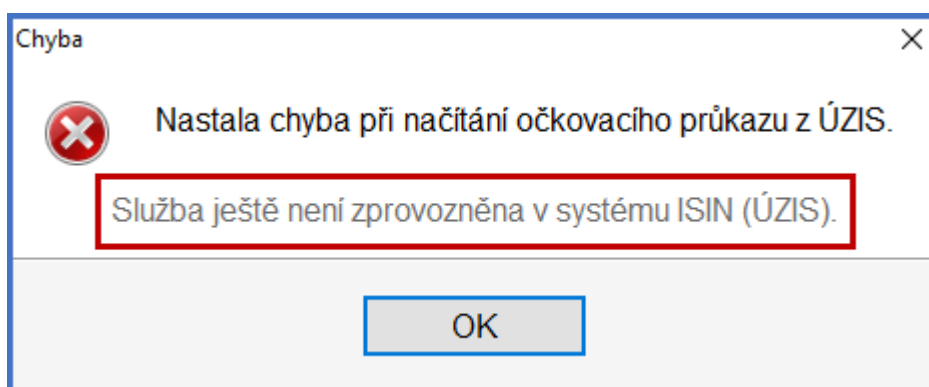 Chyba
Nastala chyba při načítání očkovacího průkazu z ÚZIS.
Služba ještě není zprovozněna v systému ISIN (ÚZIS).
OK